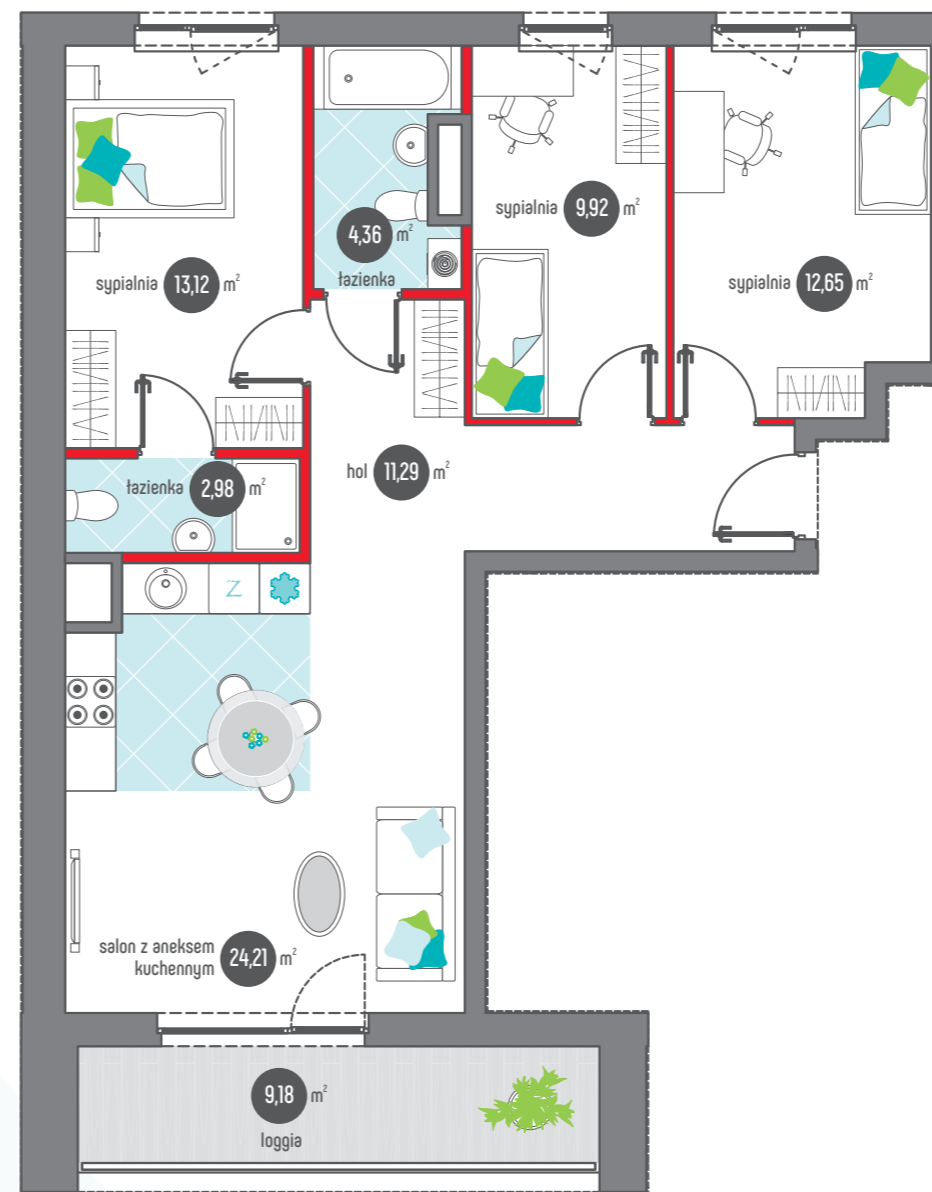 sypialnia 9,92 m²
4,36 m²
łazienka
sypialnia 13,12 m²
sypialnia 12,65 m²
hol 11,29 m²
łazienka 2,98 m²
Z
salon z aneksem
kuchennym 24,21 m²
9,18 m²
loggia